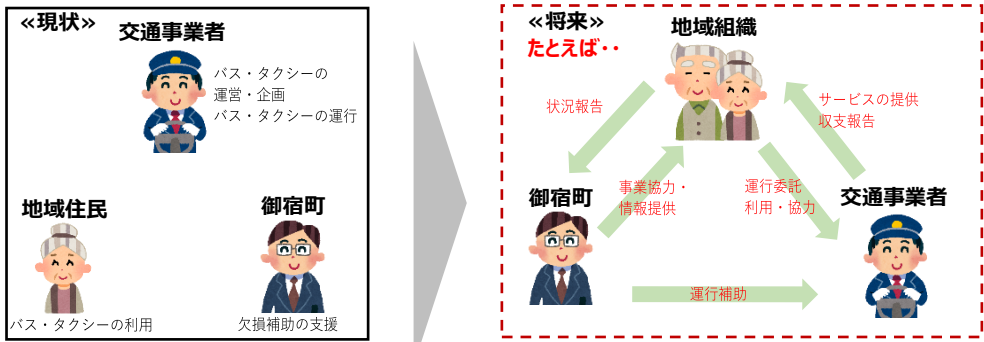 ≪現状≫
交通事業者
バス・タクシーの
運営・企画
バス・タクシーの運行
地域住民
バス・タクシーの利用
御宿町
欠損補助の支援
≪将来≫
たとえば‥
地域組織
状況報告
サービスの提供
収支報告
御宿町
事業協力・
情報提供
運行委託
利用・協力
交通事業者
運行補助